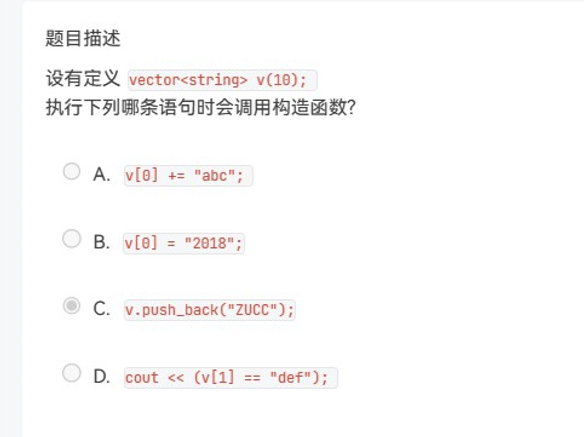 题目描述
设有定义 vector<string> v(10);
执行下列哪条语句时会调用构造函数?
A. v[0] += "abc";
B. v[0] = "2018";
C. v.push_back("ZUCC");
D. cout << (v[1] == "def");